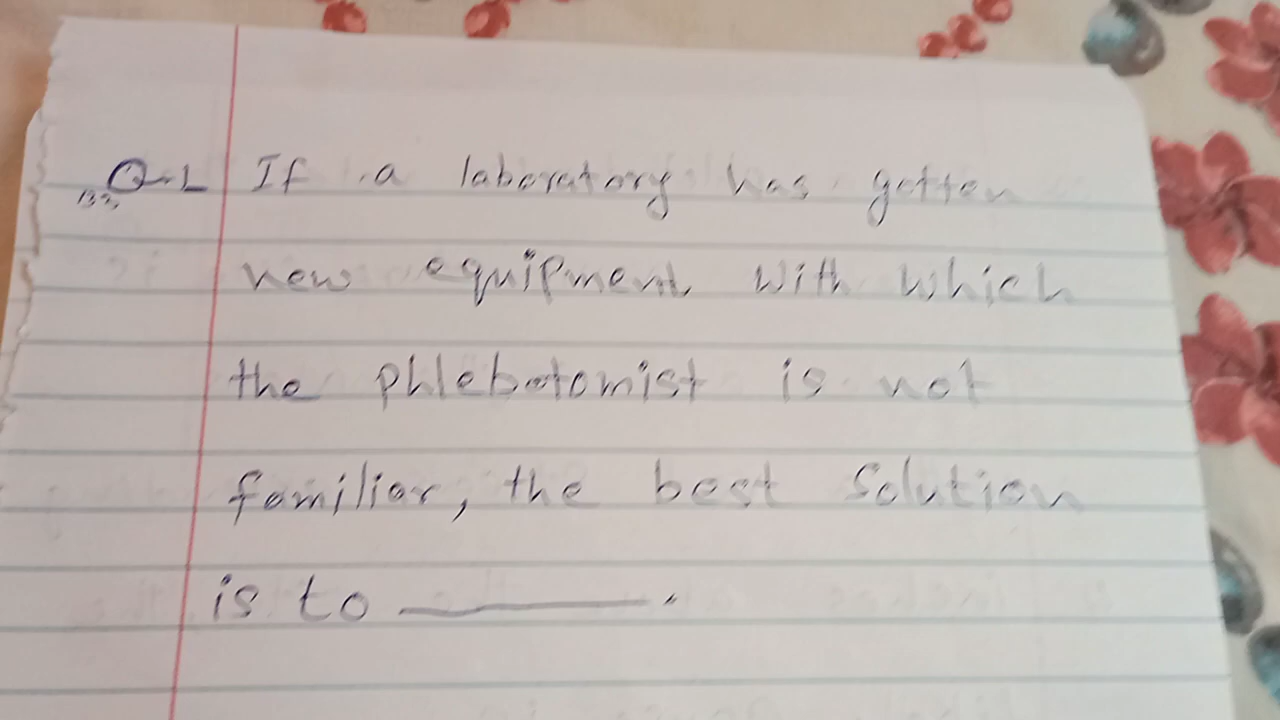 Q-1 If a laboratory has gotten
new equipment with which
the phlebotomist is not
familiar, the best solution
is to ________.